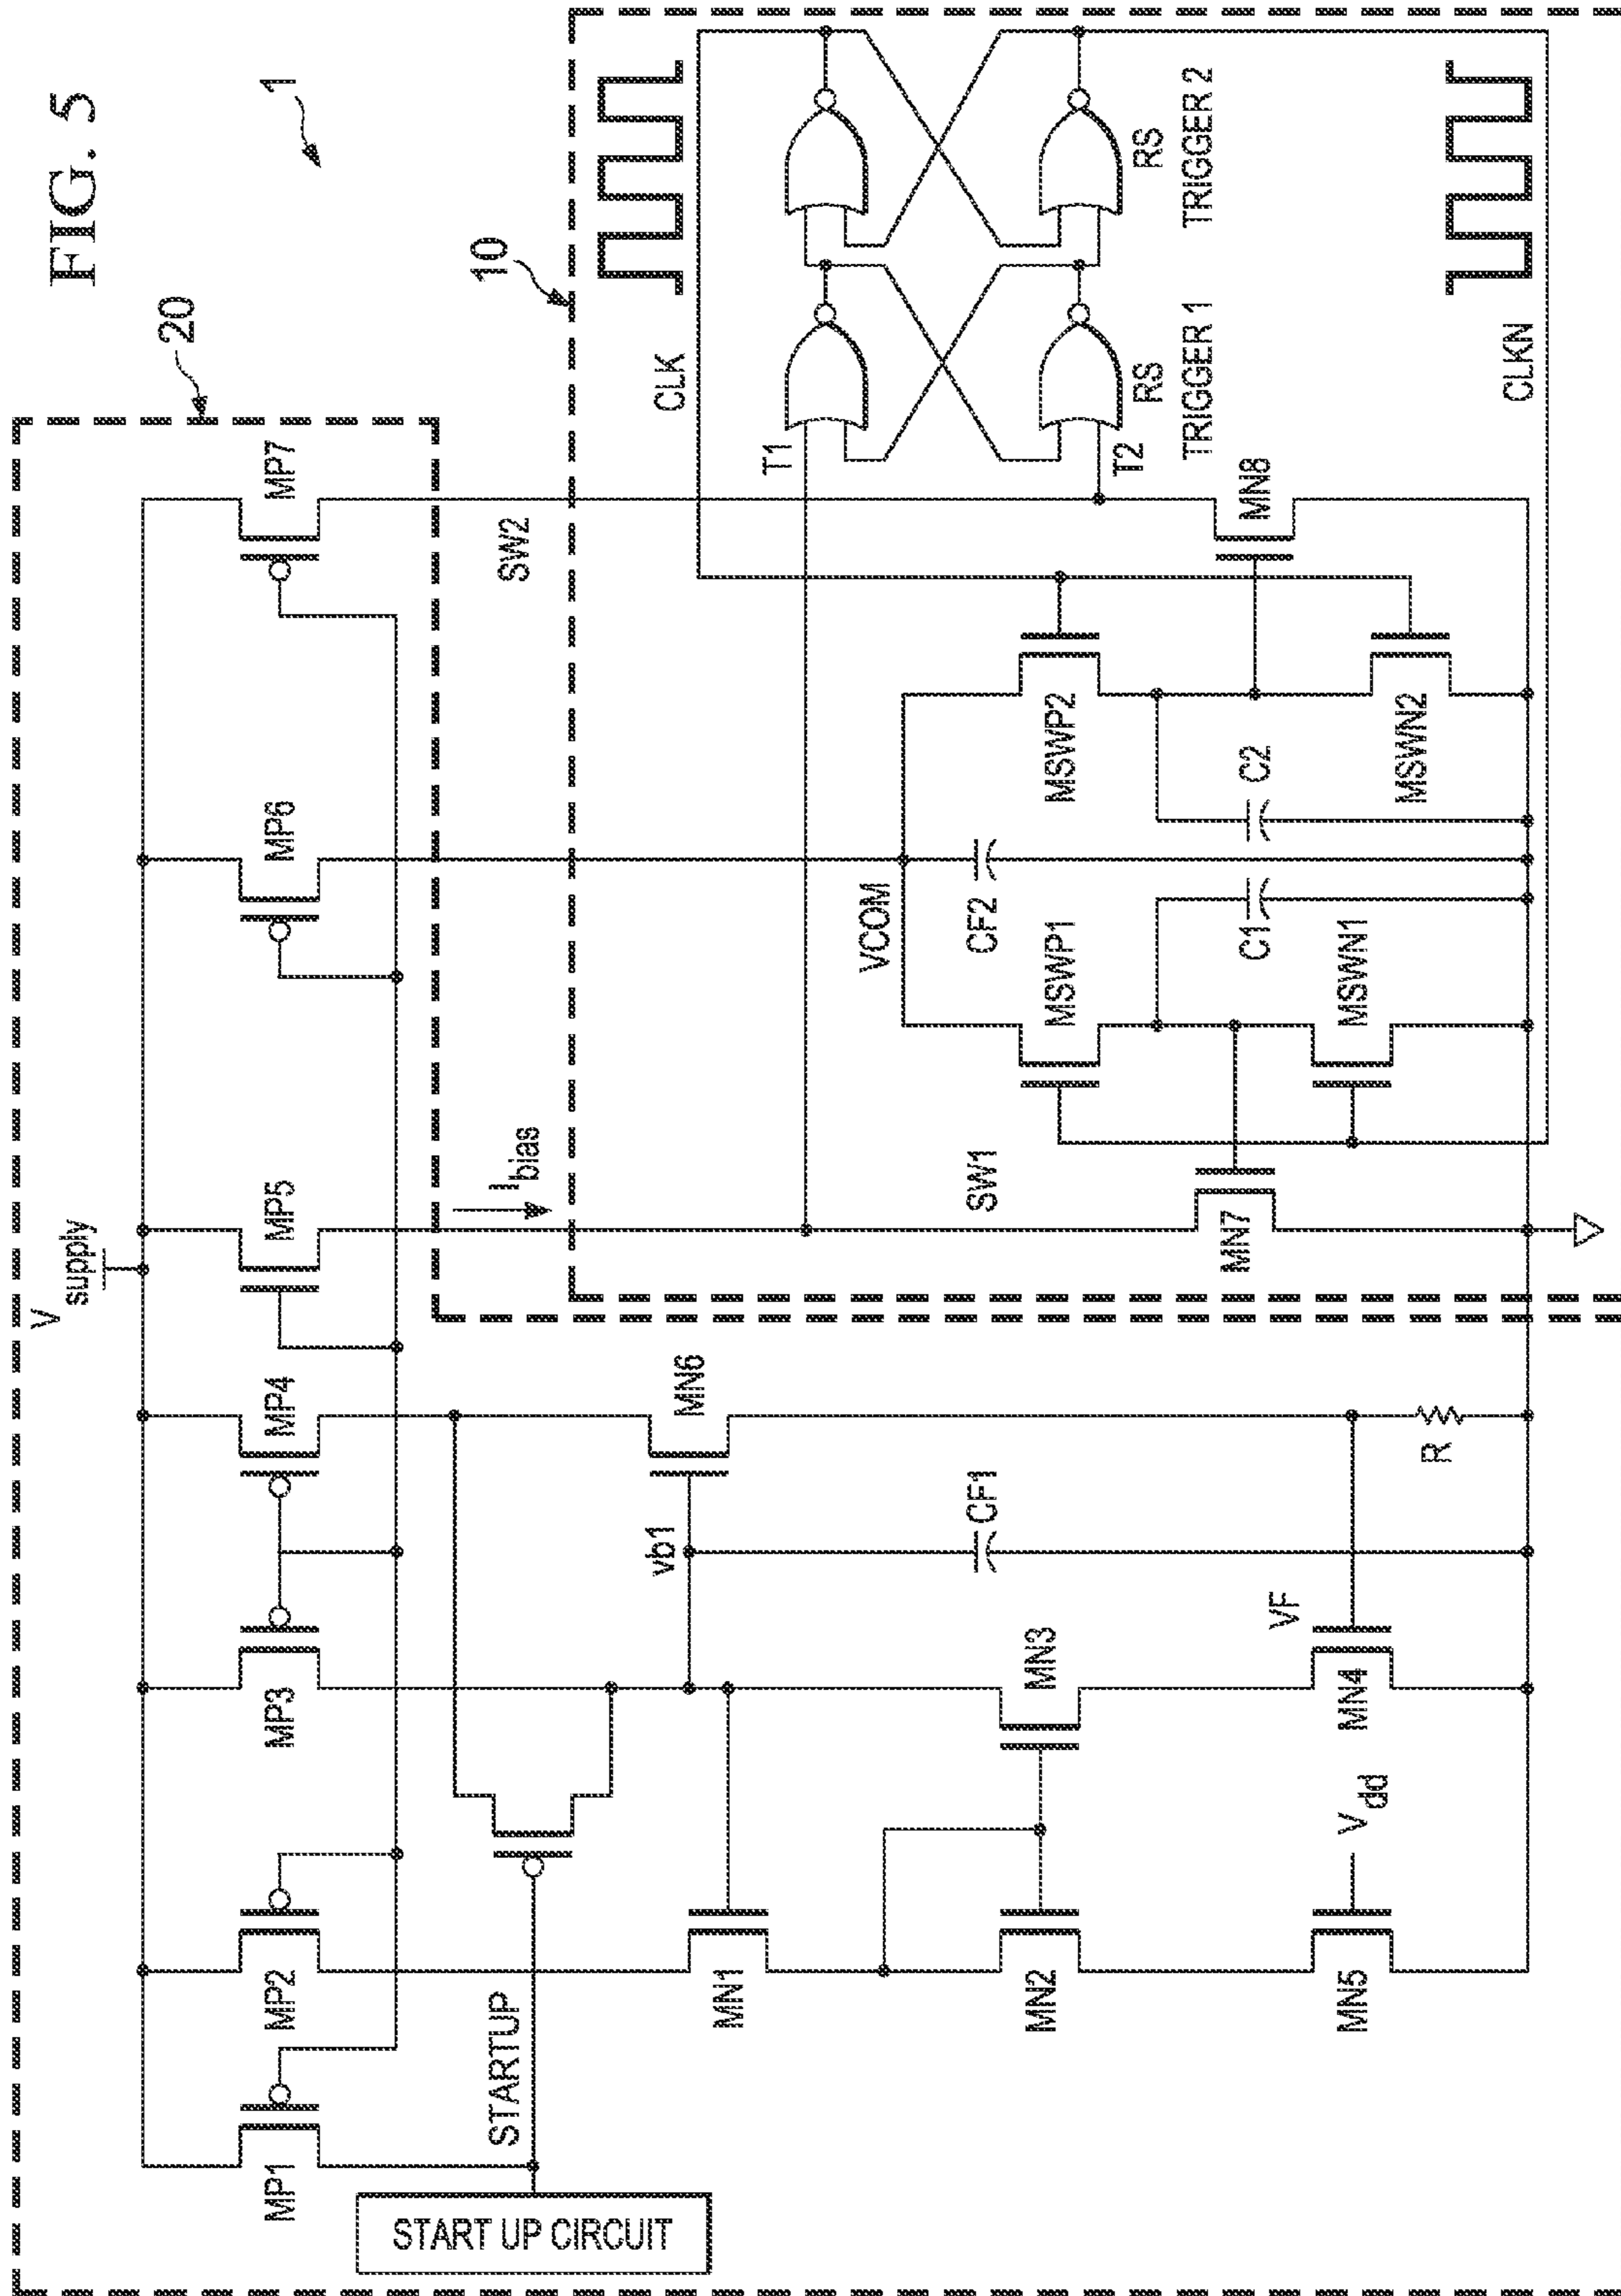 FIG. 5
1
20
10
V supply
MP1
MP2
MP3
MP4
MP5
MP6
MP7
START UP CIRCUIT
STARTUP
MN1
vb1
MN6
I bias
SW2
MN2
MN3
CF1
MN5
V dd
MN4
VF
R
SW1
MN7
VCOM
CF2
MSWP1
C1
MSWN1
MSWP2
C2
MSWN2
MN8
CLK
T1
T2
RS
TRIGGER 1
RS
TRIGGER 2
CLKN